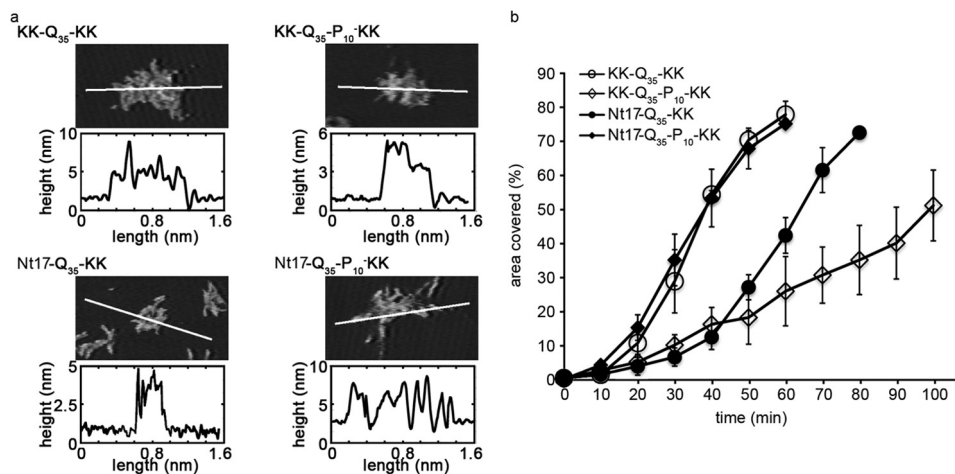 a
KK-Q35-KK
KK-Q35-P10-KK
height (nm)
10
5
0
0
0.8
1.6
length (nm)
height (nm)
6
3
0
0
0.8
1.6
length (nm)
Nt17-Q35-KK
Nt17-Q35-P10-KK
height (nm)
5
2.5
0
0
0.8
1.6
length (nm)
height (nm)
10
5
0
0
0.8
1.6
length (nm)
b
KK-Q35-KK
KK-Q35-P10-KK
Nt17-Q35-KK
Nt17-Q35-P10-KK
area covered (%)
90
80
70
60
50
40
30
20
10
0
0 10 20 30 40 50 60 70 80 90 100
time (min)